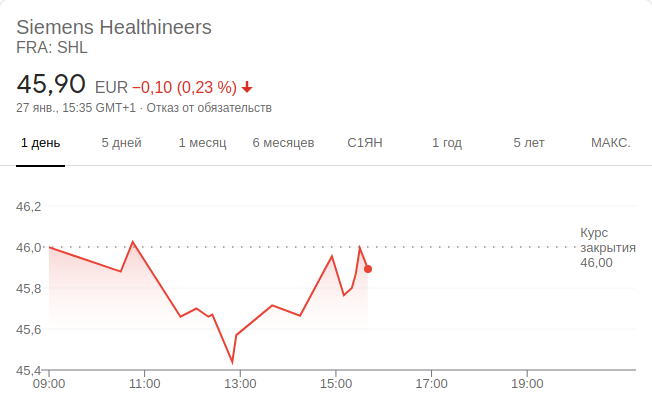 Siemens Healthineers
FRA: SHL
45,90 EUR −0,10 (0,23 %)
27 янв., 15:35 GMT+1 · Отказ от обязательств
1 день 5 дней 1 месяц 6 месяцев С1ЯН 1 год 5 лет МАКС.
46,2
46,0
45,8
45,6
45,4
Курс
закрытия
46,00
09:00 11:00 13:00 15:00 17:00 19:00